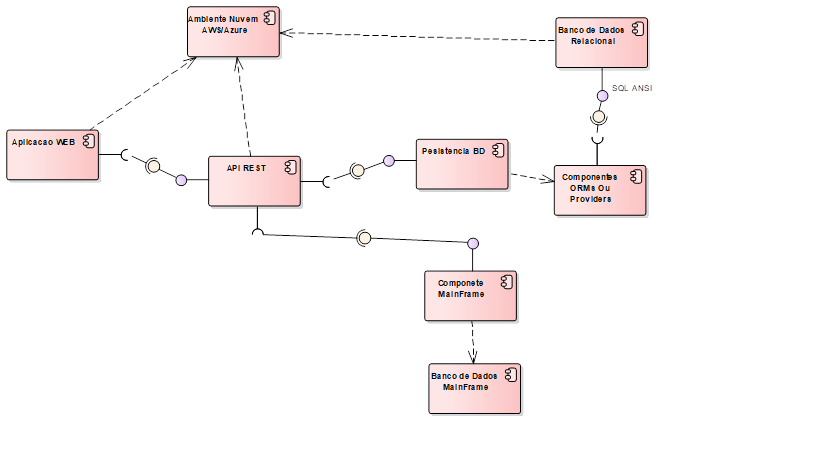 Ambiente Nuvem
AWS/Azure
Banco de Dados
Relacional
SQL ANSI
Aplicacao WEB
API REST
Pesistencia BD
Componentes
ORMs Ou
Providers
Componete
MainFrame
Banco de Dados
MainFrame